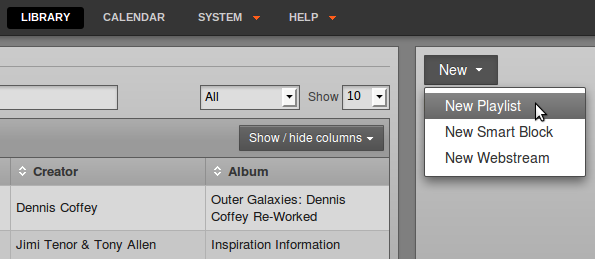 LIBRARY CALENDAR SYSTEM HELP
New
All Show 10
New Playlist
Show / hide columns
New Smart Block
New Webstream
Creator Album
Dennis Coffey
Outer Galaxies: Dennis
Coffey Re-Worked
Jimi Tenor & Tony Allen Inspiration Information